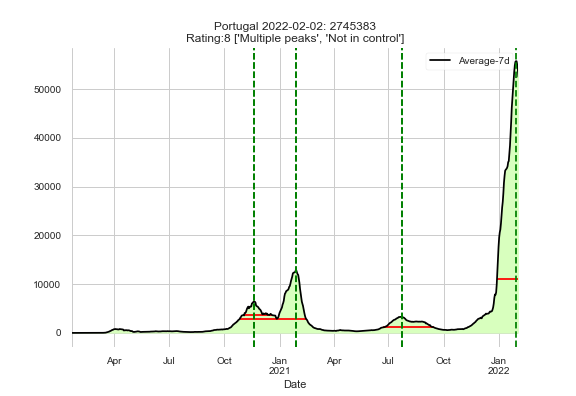 Portugal 2022-02-02: 2745383
Rating:8 ['Multiple peaks', 'Not in control']
Average-7d
50000
40000
30000
20000
10000
0
Apr Jul Oct Jan Apr Jul Oct Jan
2021 2022
Date